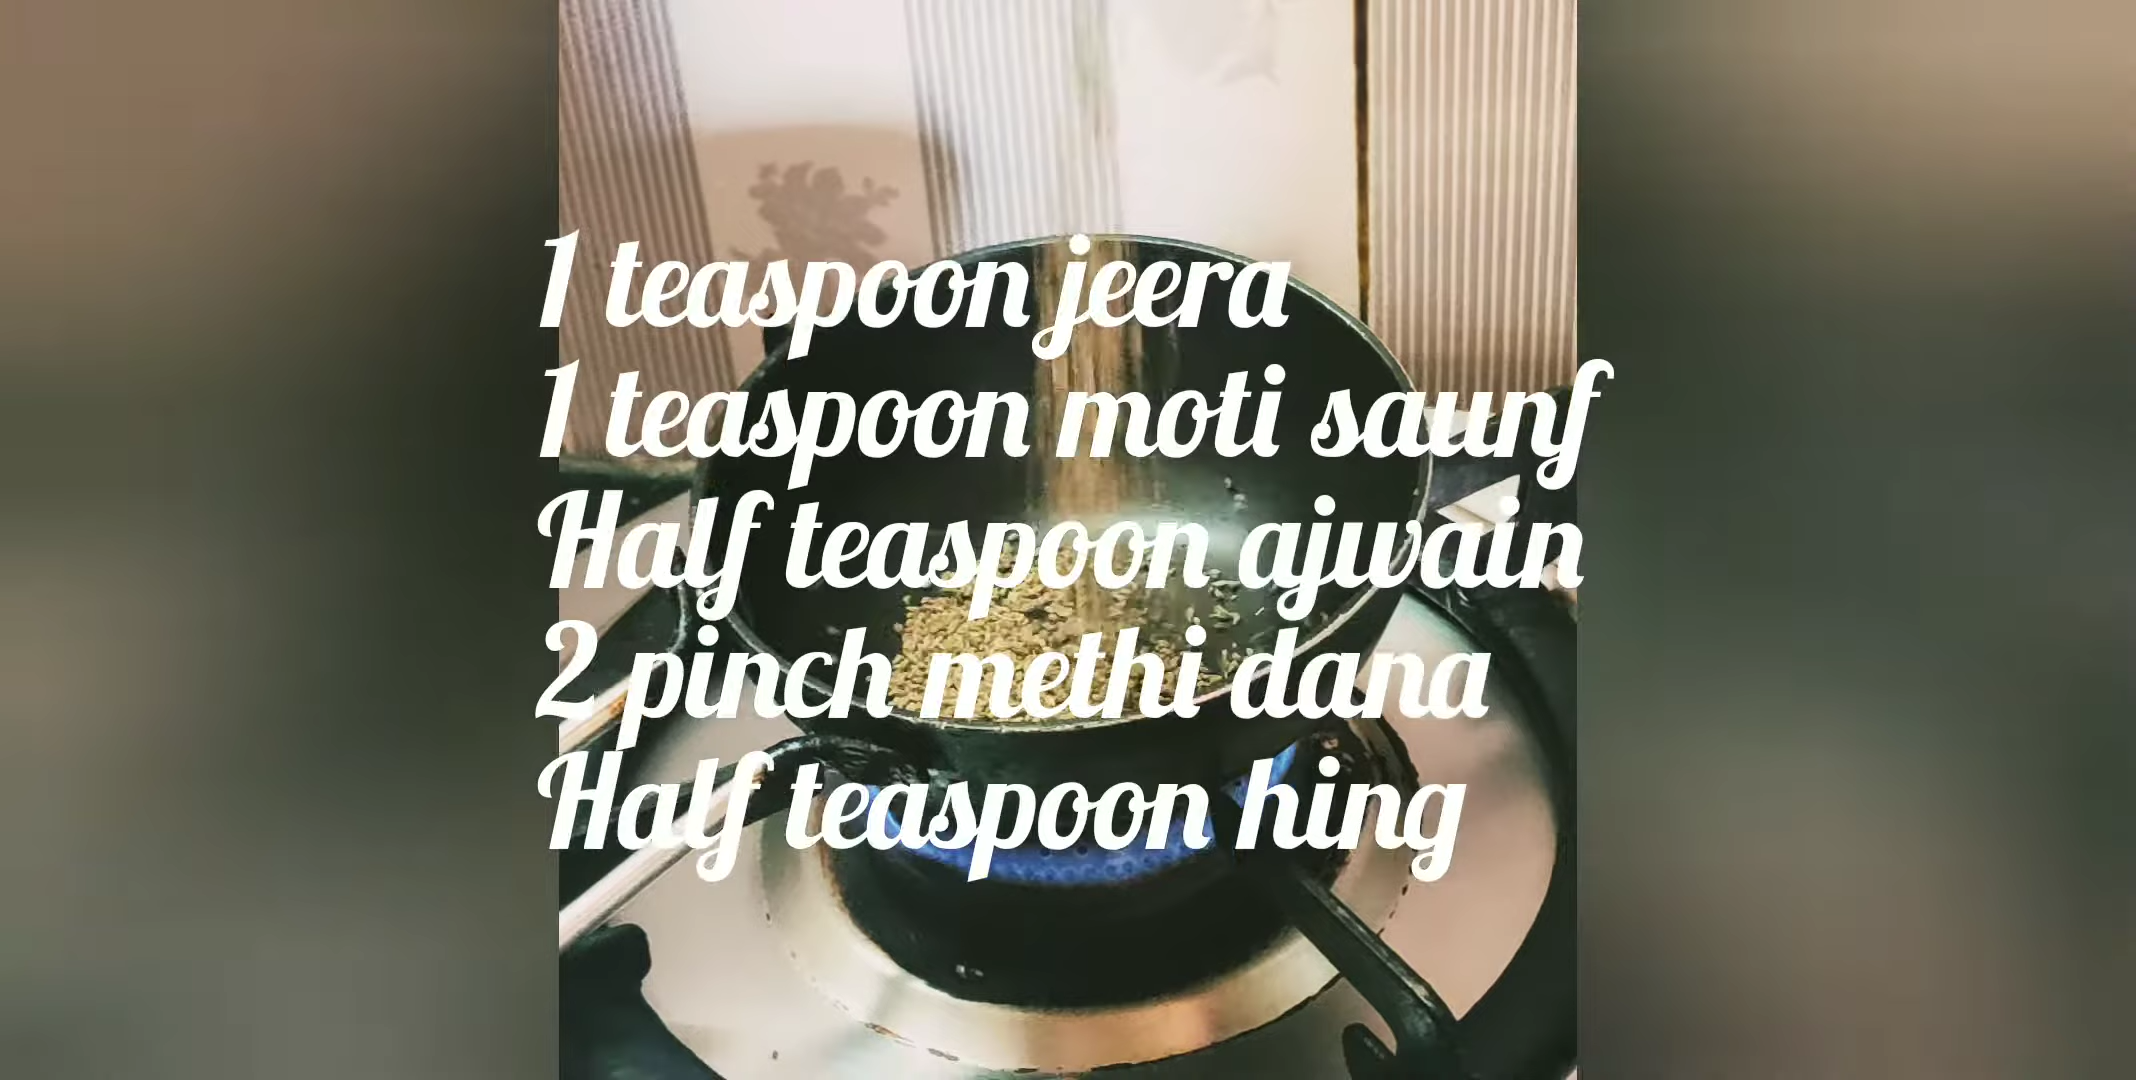 1 teaspoon jeera
1 teaspoon moti saunf
Half teaspoon ajwain
2 pinch methi dana
Half teaspoon hing